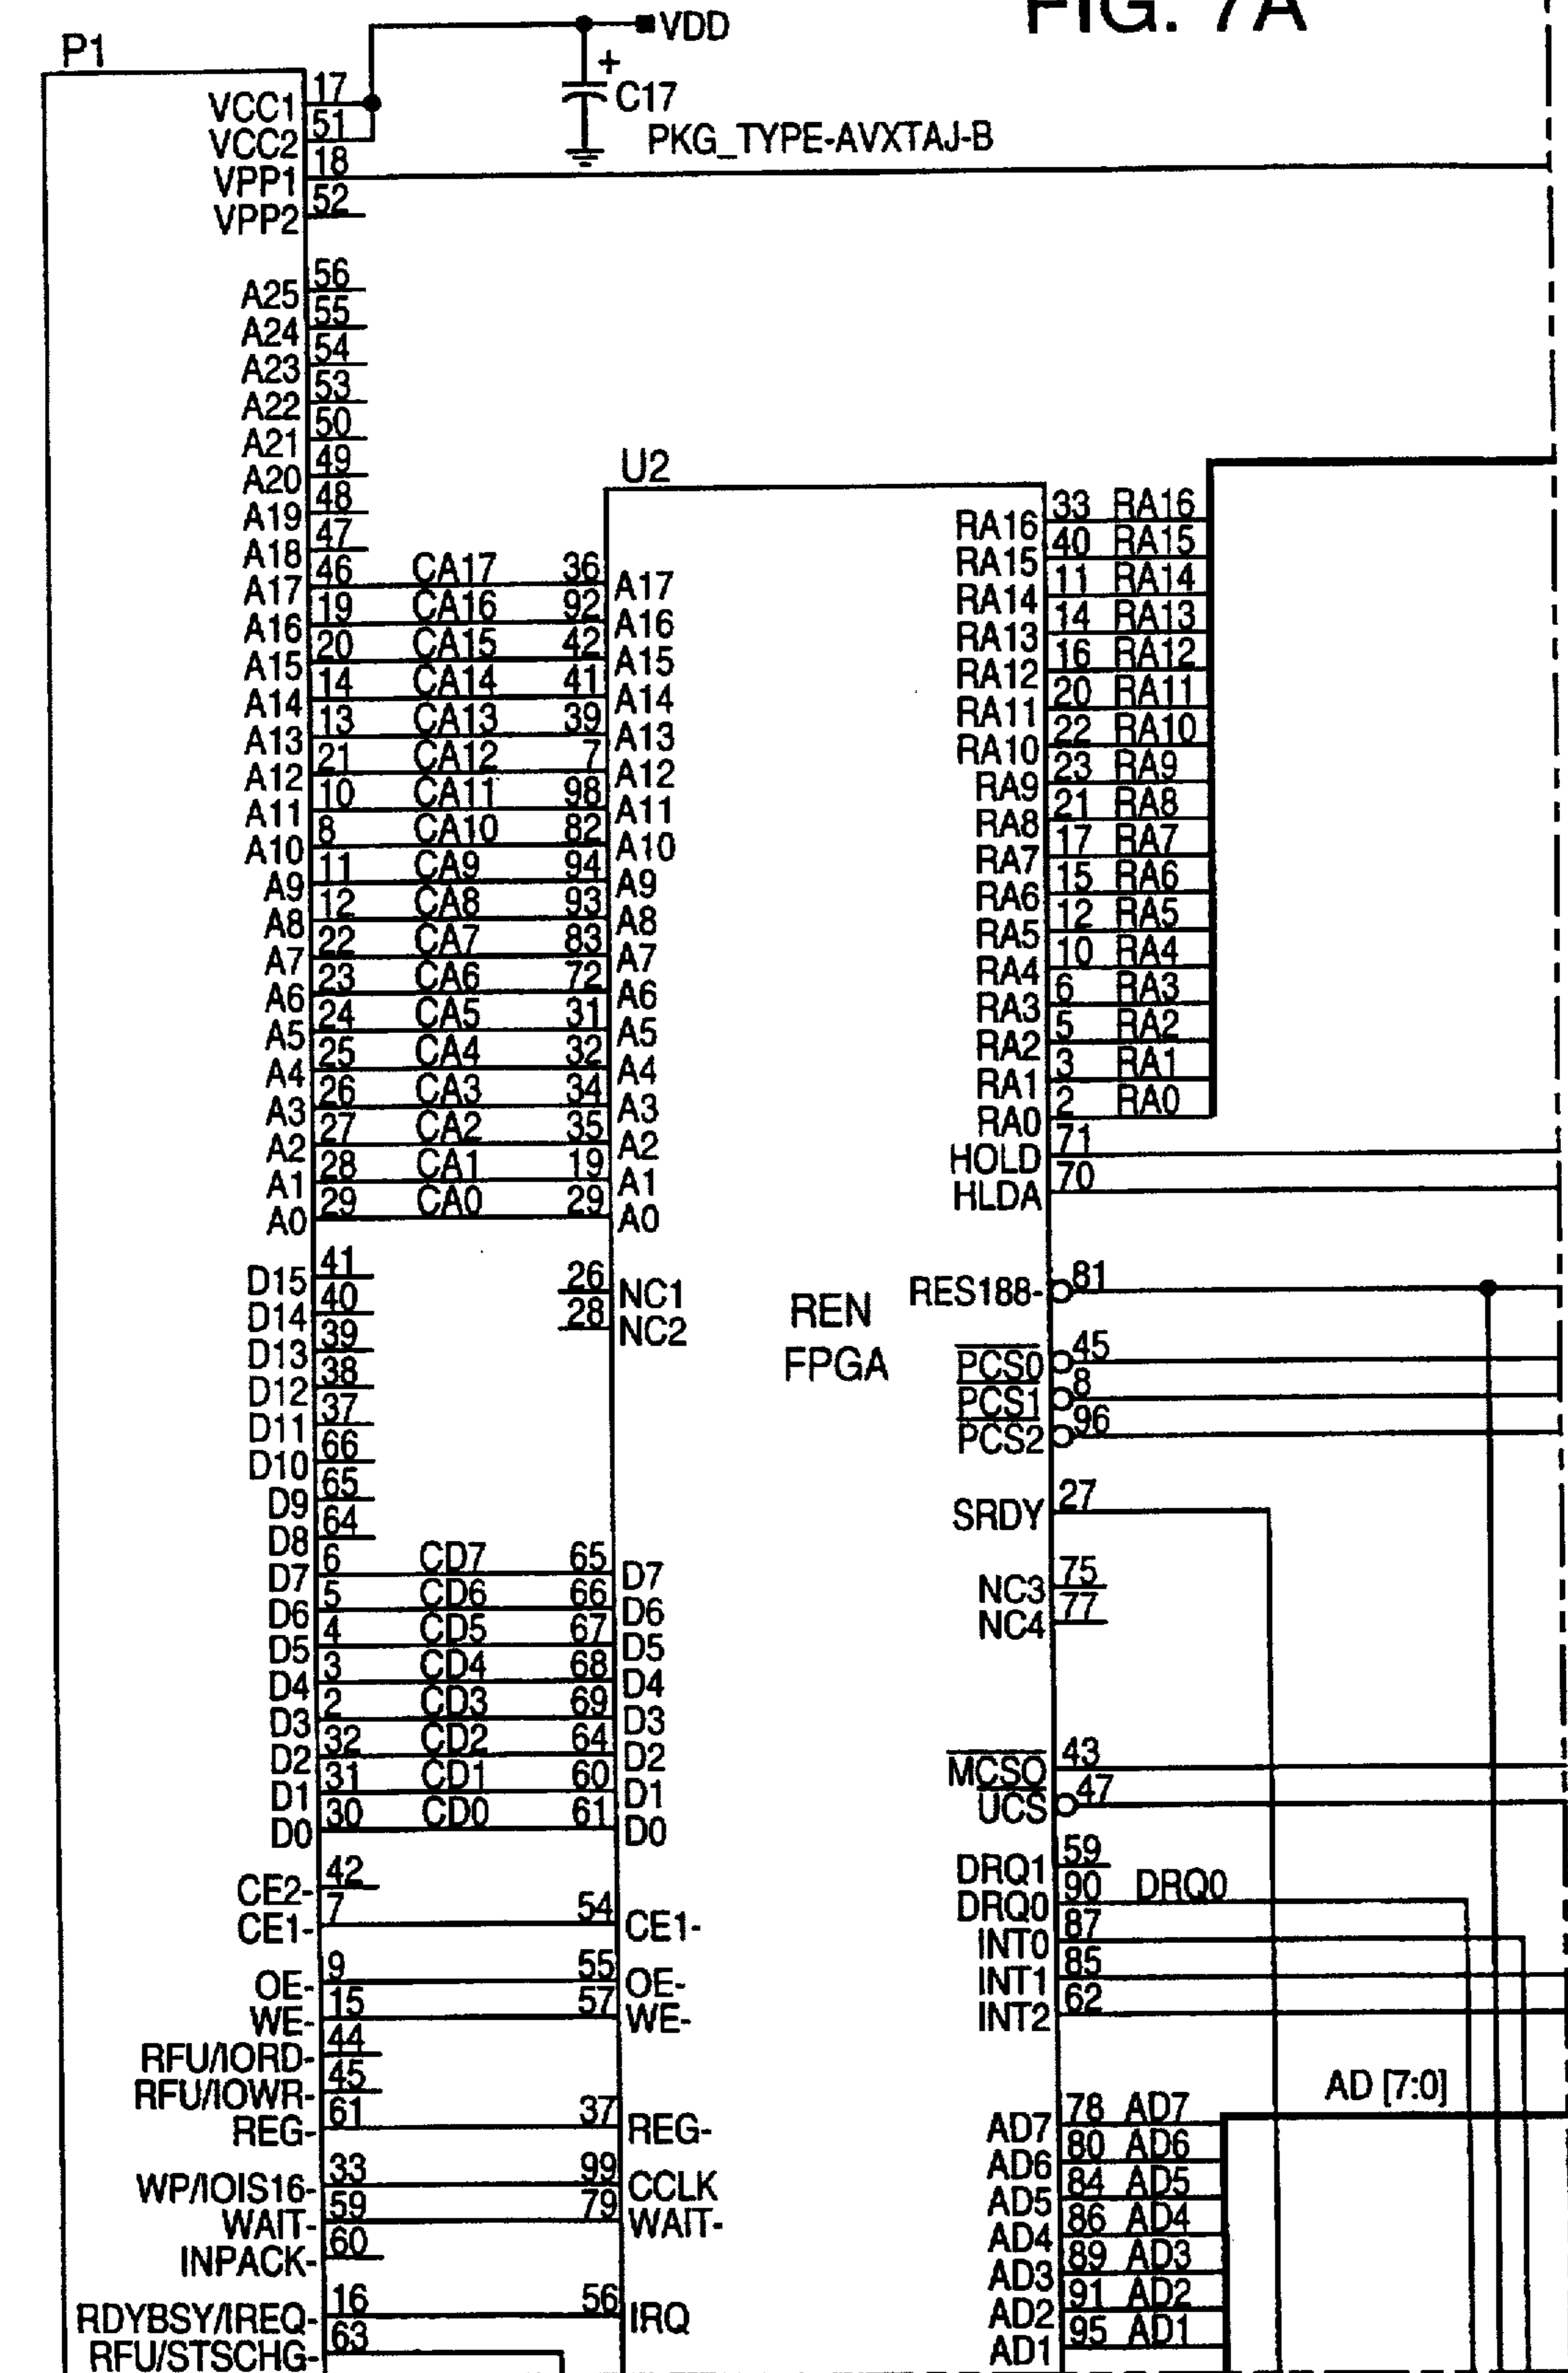 FIG. 7A
P1
VDD
+
C17
PKG_TYPE-AVXTAJ-B
VCC1 17
VCC2 51
VPP1 18
VPP2 52
A25 56
A24 55
A23 54
A22 53
A21 50
A20 49
A19 48
A18 47
A17 46 CA17 36 A17
A16 19 CA16 92 A16
A15 20 CA15 42 A15
A14 14 CA14 41 A14
A13 13 CA13 39 A13
A12 21 CA12 7 A12
A11 10 CA11 98 A11
A10 8 CA10 82 A10
A9 11 CA9 94 A9
A8 12 CA8 93 A8
A7 22 CA7 83 A7
A6 23 CA6 72 A6
A5 24 CA5 31 A5
A4 25 CA4 32 A4
A3 26 CA3 34 A3
A2 27 CA2 35 A2
A1 28 CA1 19 A1
A0 29 CA0 29 A0
D15 41
D14 40
D13 39
D12 38
D11 37
D10 66
D9 65
D8 64
26 NC1
28 NC2
D7 6 CD7 65 D7
D6 5 CD6 66 D6
D5 4 CD5 67 D5
D4 3 CD4 68 D4
D3 2 CD3 69 D3
D2 32 CD2 64 D2
D1 31 CD1 60 D1
D0 30 CD0 61 D0
CE2- 42
CE1- 7 54 CE1-
OE- 9 55 OE-
WE- 15 57 WE-
RFU/IORD- 44
RFU/IOWR- 45
REG- 61 37 REG-
WP/IOIS16- 33 99 CCLK
WAIT- 59 79 WAIT-
INPACK- 60
RDYBSY/IREQ- 16 56 IRQ
RFU/STSCHG- 63
U2
REN
FPGA
RA16 33 RA16
RA15 40 RA15
RA14 11 RA14
RA13 14 RA13
RA12 16 RA12
RA11 20 RA11
RA10 22 RA10
RA9 23 RA9
RA8 21 RA8
RA7 17 RA7
RA6 15 RA6
RA5 12 RA5
RA4 10 RA4
RA3 6 RA3
RA2 5 RA2
RA1 3 RA1
RA0 2 RA0
HOLD 71
HLDA 70
RES188- 81
PCS0 45
PCS1 8
PCS2 96
SRDY 27
NC3 75
NC4 77
MCSO 43
UCS 47
DRQ1 59
DRQ0 90 DRQ0
INT0 87
INT1 85
INT2 62
AD [7:0]
AD7 78 AD7
AD6 80 AD6
AD5 84 AD5
AD4 86 AD4
AD3 89 AD3
AD2 91 AD2
AD1 95 AD1